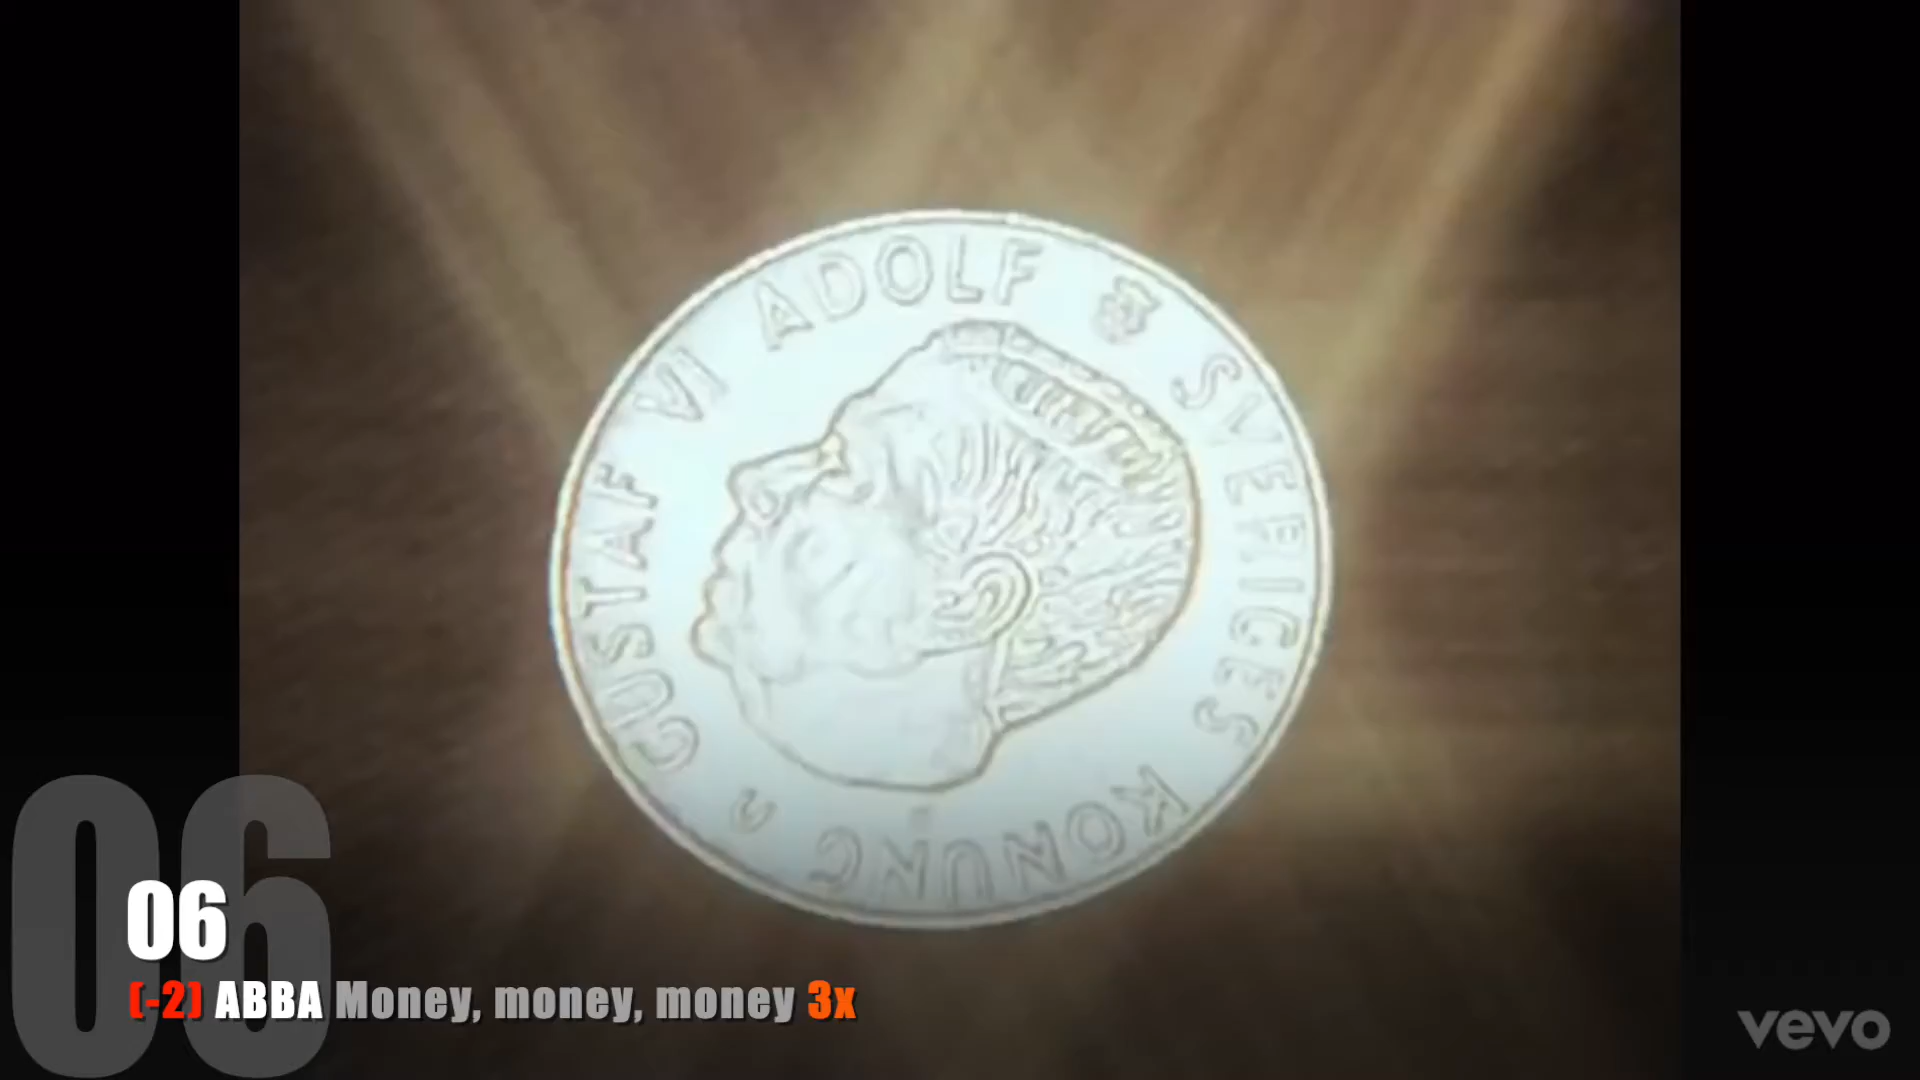 GUSTAF VI ADOLF SVERIGES KONUNG
U
06
06
(-2) ABBA Money, money, money 3x
vevo